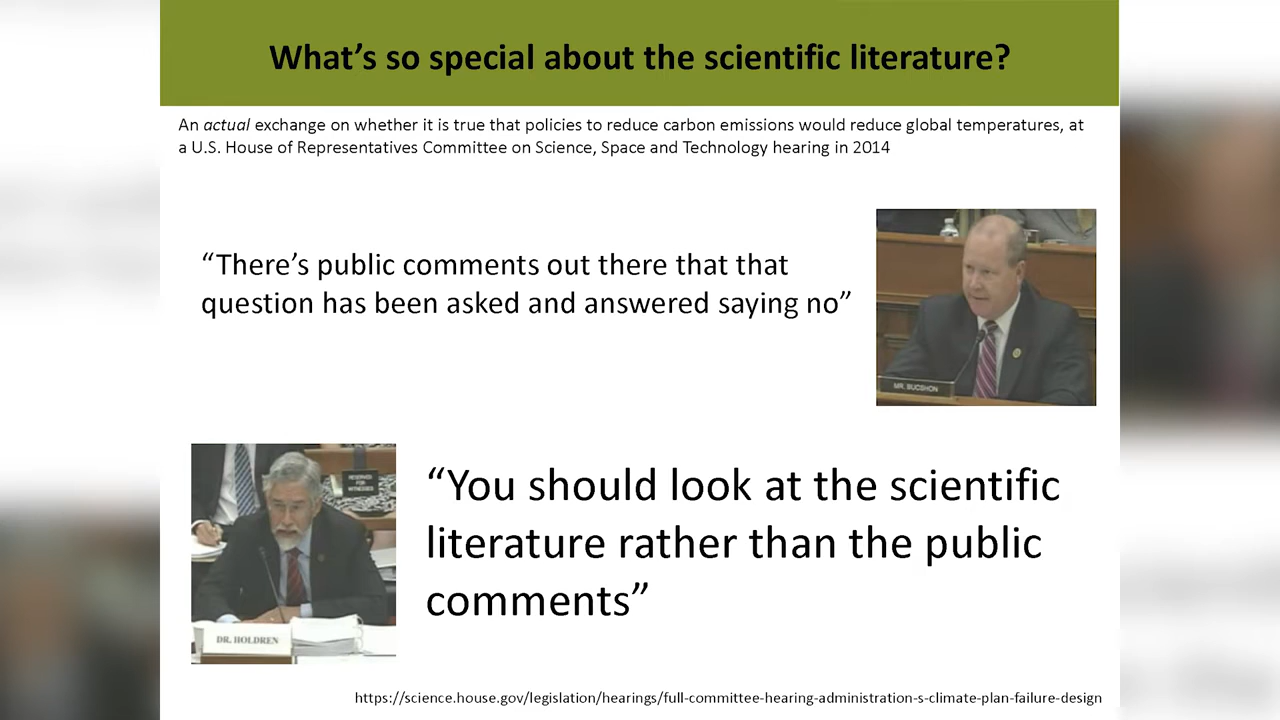 What’s so special about the scientific literature?
An actual exchange on whether it is true that policies to reduce carbon emissions would reduce global temperatures, at
a U.S. House of Representatives Committee on Science, Space and Technology hearing in 2014
“There’s public comments out there that that
question has been asked and answered saying no”
MR. BUCSHON
“You should look at the scientific
literature rather than the public
comments”
RESERVED
FOR
WITNESSES
DR. HOLDREN
https://science.house.gov/legislation/hearings/full-committee-hearing-administration-s-climate-plan-failure-design